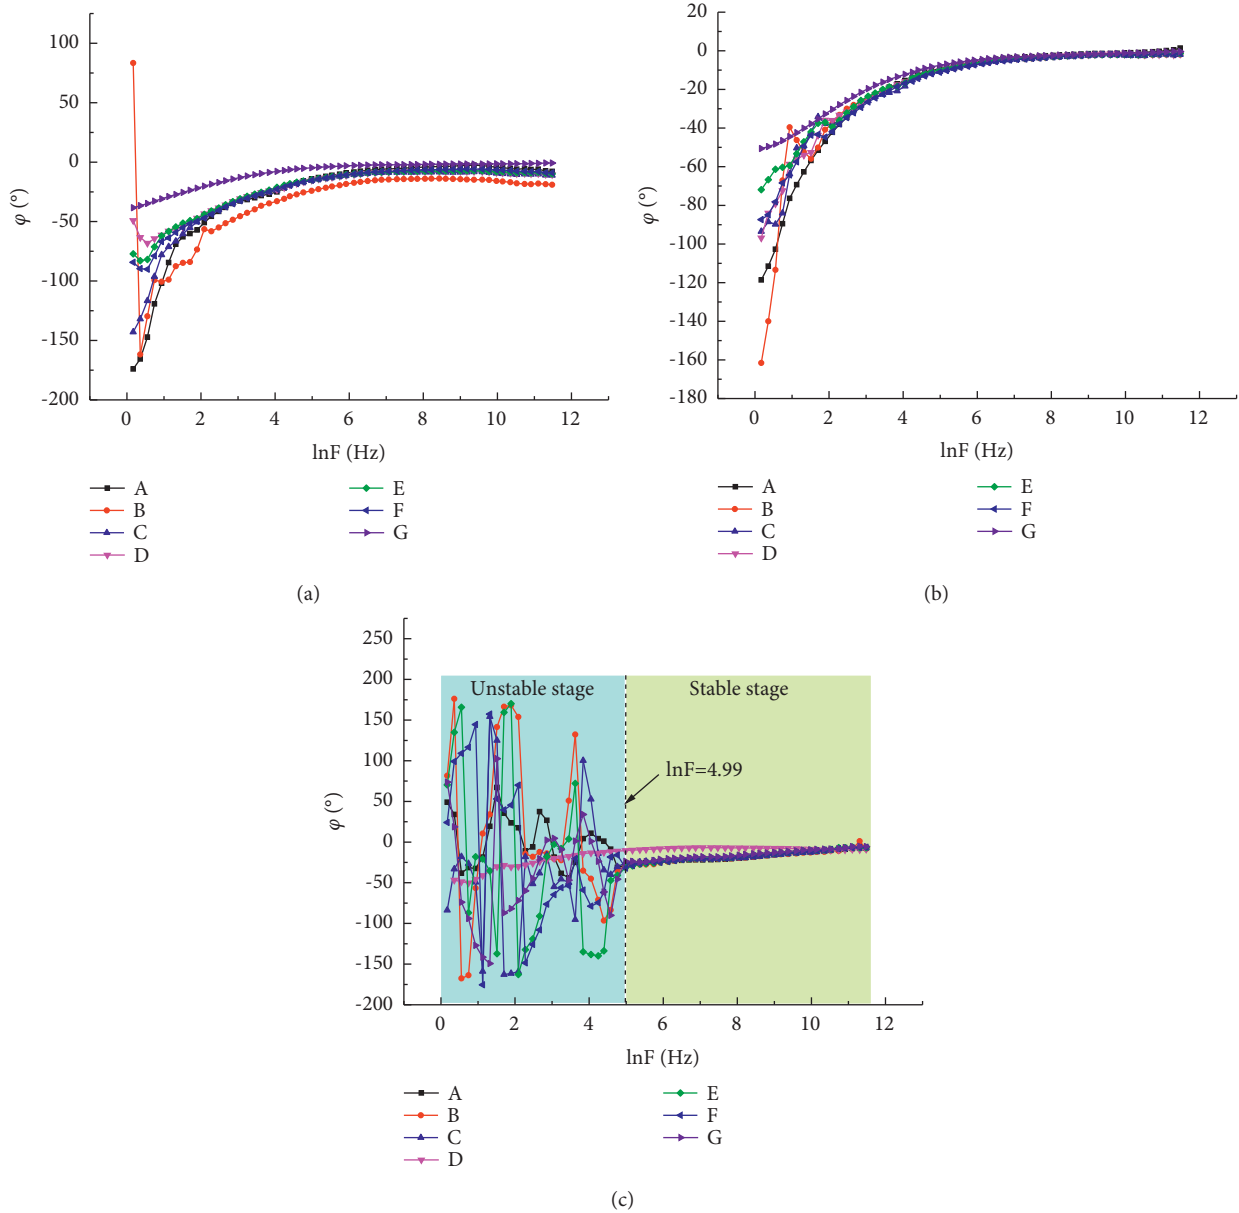 100
50
0
-50
-100
-150
-200
φ (°)
0 2 4 6 8 10 12
lnF (Hz)
A
B
C
D
E
F
G
(a)
20
0
-20
-40
-60
-80
-100
-120
-140
-160
-180
φ (°)
0 2 4 6 8 10 12
lnF (Hz)
A
B
C
D
E
F
G
(b)
250
200
150
100
50
0
-50
-100
-150
-200
φ (°)
Unstable stage
Stable stage
lnF=4.99
0 2 4 6 8 10 12
lnF (Hz)
A
B
C
D
E
F
G
(c)